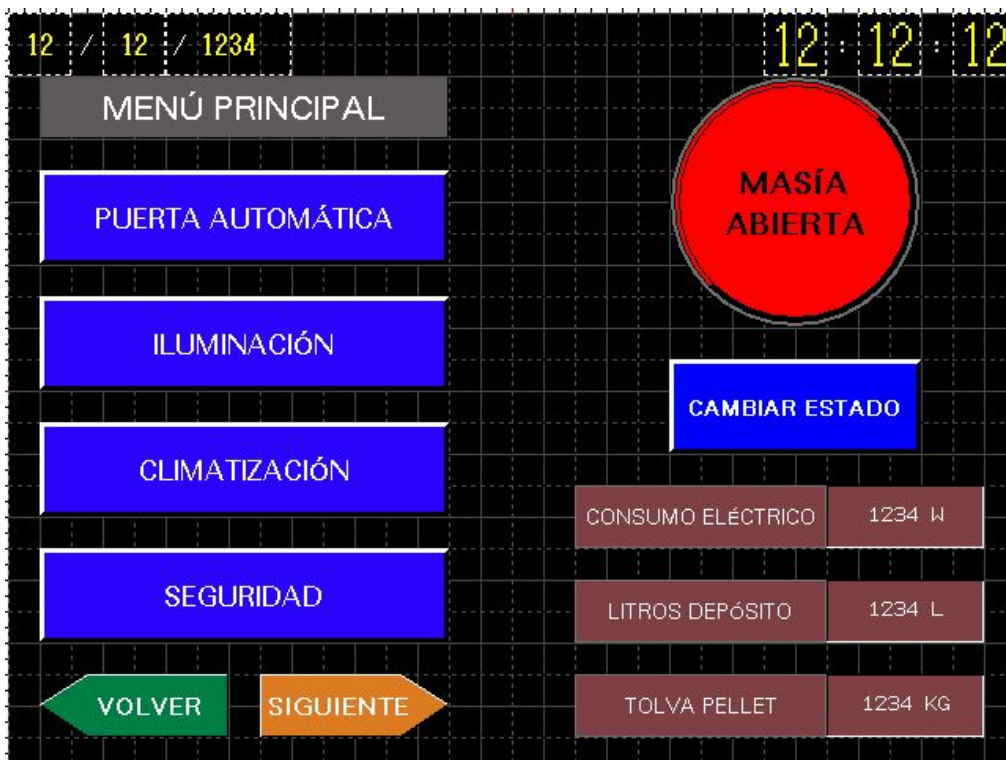 12 / 12 / 1234
12 : 12 : 12
MENÚ PRINCIPAL
PUERTA AUTOMÁTICA
ILUMINACIÓN
CLIMATIZACIÓN
SEGURIDAD
VOLVER
SIGUIENTE
MASÍA
ABIERTA
CAMBIAR ESTADO
CONSUMO ELÉCTRICO 1234 W
LITROS DEPÓSITO 1234 L
TOLVA PELLET 1234 KG